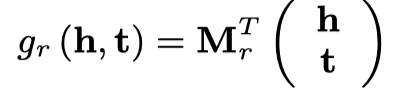 g_r (𝐡, 𝐭) = 𝐌_r^T ( 𝐡
𝐭 )